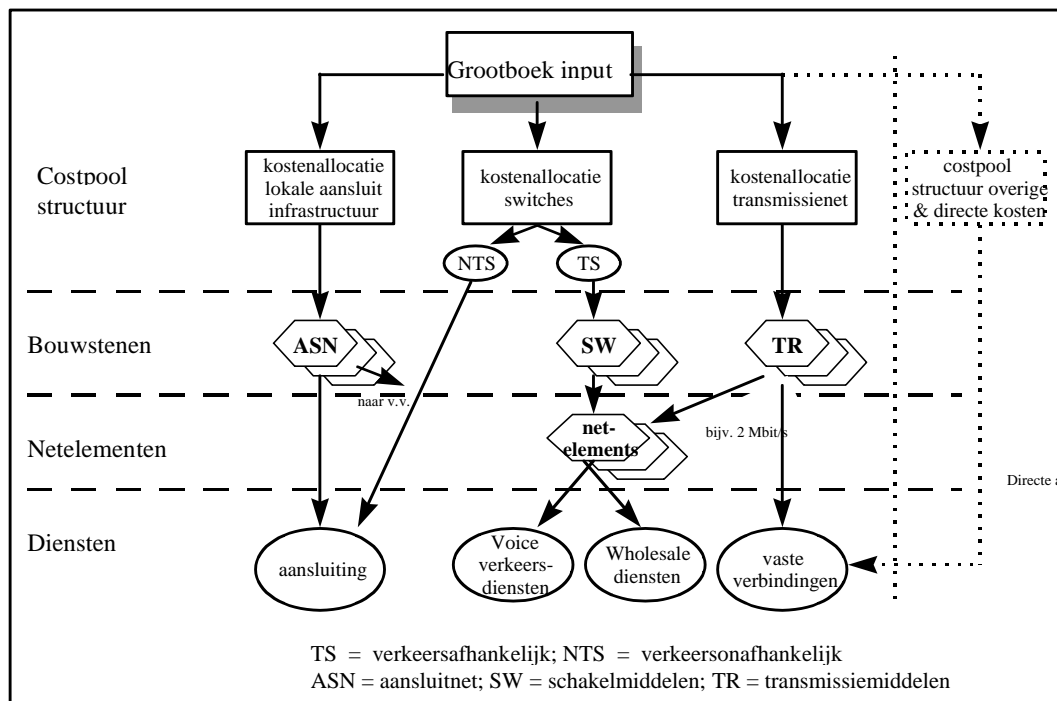 Grootboek input
Costpool
structuur
kostenallocatie
lokale aansluit
infrastructuur
kostenallocatie
switches
kostenallocatie
transmissienet
costpool
structuur overige
& directe kosten
NTS
TS
Bouwstenen
ASN
SW
TR
naar v.v.
Netelementen
net-
elements
bijv. 2 Mbit/s
Directe a
Diensten
aansluiting
Voice
verkeers-
diensten
Wholesale
diensten
vaste
verbindingen
TS = verkeersafhankelijk; NTS = verkeersonafhankelijk
ASN = aansluitnet; SW = schakelmiddelen; TR = transmissiemiddelen